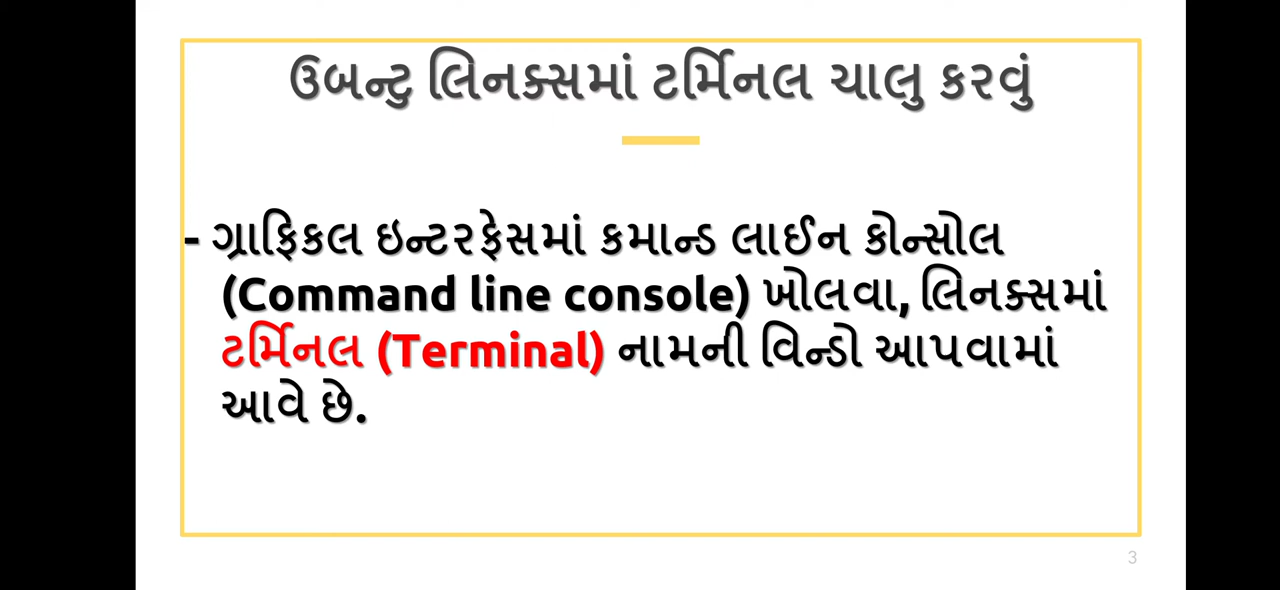 ઉબન્ટુ લિનક્સમાં ટર્મિનલ ચાલુ કરવું
- ગ્રાફિકલ ઇન્ટરફેસમાં કમાન્ડ લાઈન કોન્સોલ
(Command line console) ખોલવા, લિનક્સમાં
ટર્મિનલ (Terminal) નામની વિન્ડો આપવામાં
આવે છે.
3